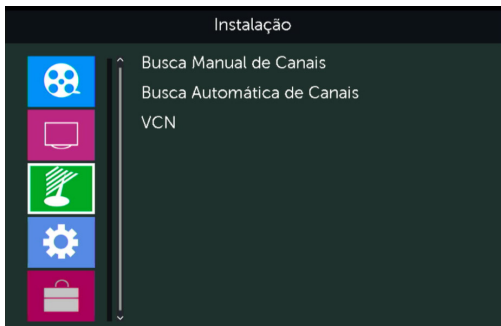 Instalação
Busca Manual de Canais
Busca Automática de Canais
VCN